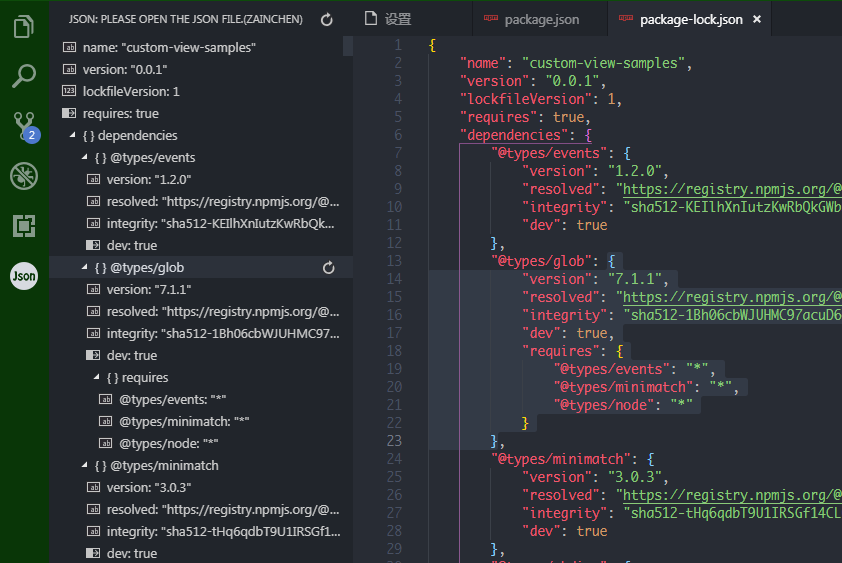 JSON: PLEASE OPEN THE JSON FILE.(ZAINCHEN)
name: "custom-view-samples"
version: "0.0.1"
lockfileVersion: 1
requires: true
{ } dependencies
{ } @types/events
version: "1.2.0"
resolved: "https://registry.npmjs.org/@...
integrity: "sha512-KEIlhXnIutzKwRbQk...
dev: true
{ } @types/glob
version: "7.1.1"
resolved: "https://registry.npmjs.org/@...
integrity: "sha512-1Bh06cbWJUHMC97...
dev: true
{ } requires
@types/events: "*"
@types/minimatch: "*"
@types/node: "*"
{ } @types/minimatch
version: "3.0.3"
resolved: "https://registry.npmjs.org/@...
integrity: "sha512-tHq6qdbT9U1IRSGf1...
dev: true
2
Json
设置
package.json
package-lock.json ×
1 {
2 "name": "custom-view-samples",
3 "version": "0.0.1",
4 "lockfileVersion": 1,
5 "requires": true,
6 "dependencies": {
7 "@types/events": {
8 "version": "1.2.0",
9 "resolved": "https://registry.npmjs.org/@
10 "integrity": "sha512-KEIlhXnIutzKwRbQkGWb
11 "dev": true
12 },
13 "@types/glob": {
14 "version": "7.1.1",
15 "resolved": "https://registry.npmjs.org/@
16 "integrity": "sha512-1Bh06cbWJUHMC97acuD6
17 "dev": true,
18 "requires": {
19 "@types/events": "*",
20 "@types/minimatch": "*",
21 "@types/node": "*"
22 }
23 },
24 "@types/minimatch": {
25 "version": "3.0.3",
26 "resolved": "https://registry.npmjs.org/@
27 "integrity": "sha512-tHq6qdbT9U1IRSGf14CL
28 "dev": true
29 },